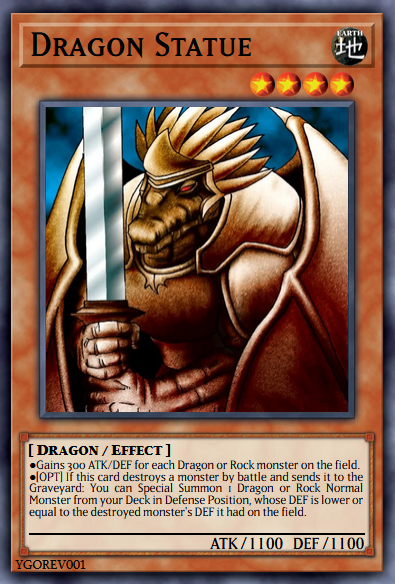 DRAGON STATUE
EARTH
地
[ DRAGON / EFFECT ]
●Gains 300 ATK/DEF for each Dragon or Rock monster on the field.
●[OPT] If this card destroys a monster by battle and sends it to the
Graveyard: You can Special Summon 1 Dragon or Rock Normal
Monster from your Deck in Defense Position, whose DEF is lower or
equal to the destroyed monster's DEF it had on the field.
ATK/1100 DEF/1100
YGOREV001